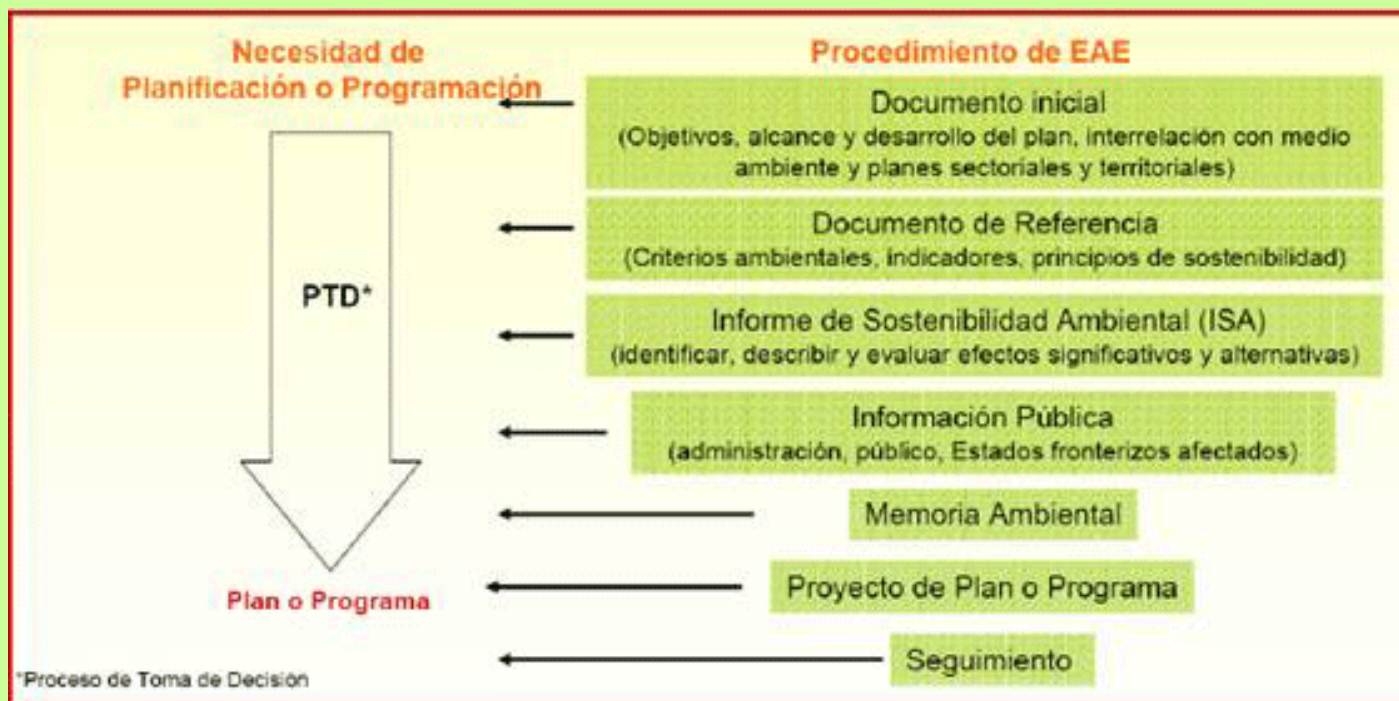 Necesidad de
Planificación o Programación
PTD*
Plan o Programa
*Proceso de Toma de Decisión
Procedimiento de EAE
Documento inicial
(Objetivos, alcance y desarrollo del plan, interrelación con medio
ambiente y planes sectoriales y territoriales)
Documento de Referencia
(Criterios ambientales, indicadores, principios de sostenibilidad)
Informe de Sostenibilidad Ambiental (ISA)
(identificar, describir y evaluar efectos significativos y alternativas)
Información Pública
(administración, público, Estados fronterizos afectados)
Memoria Ambiental
Proyecto de Plan o Programa
Seguimiento